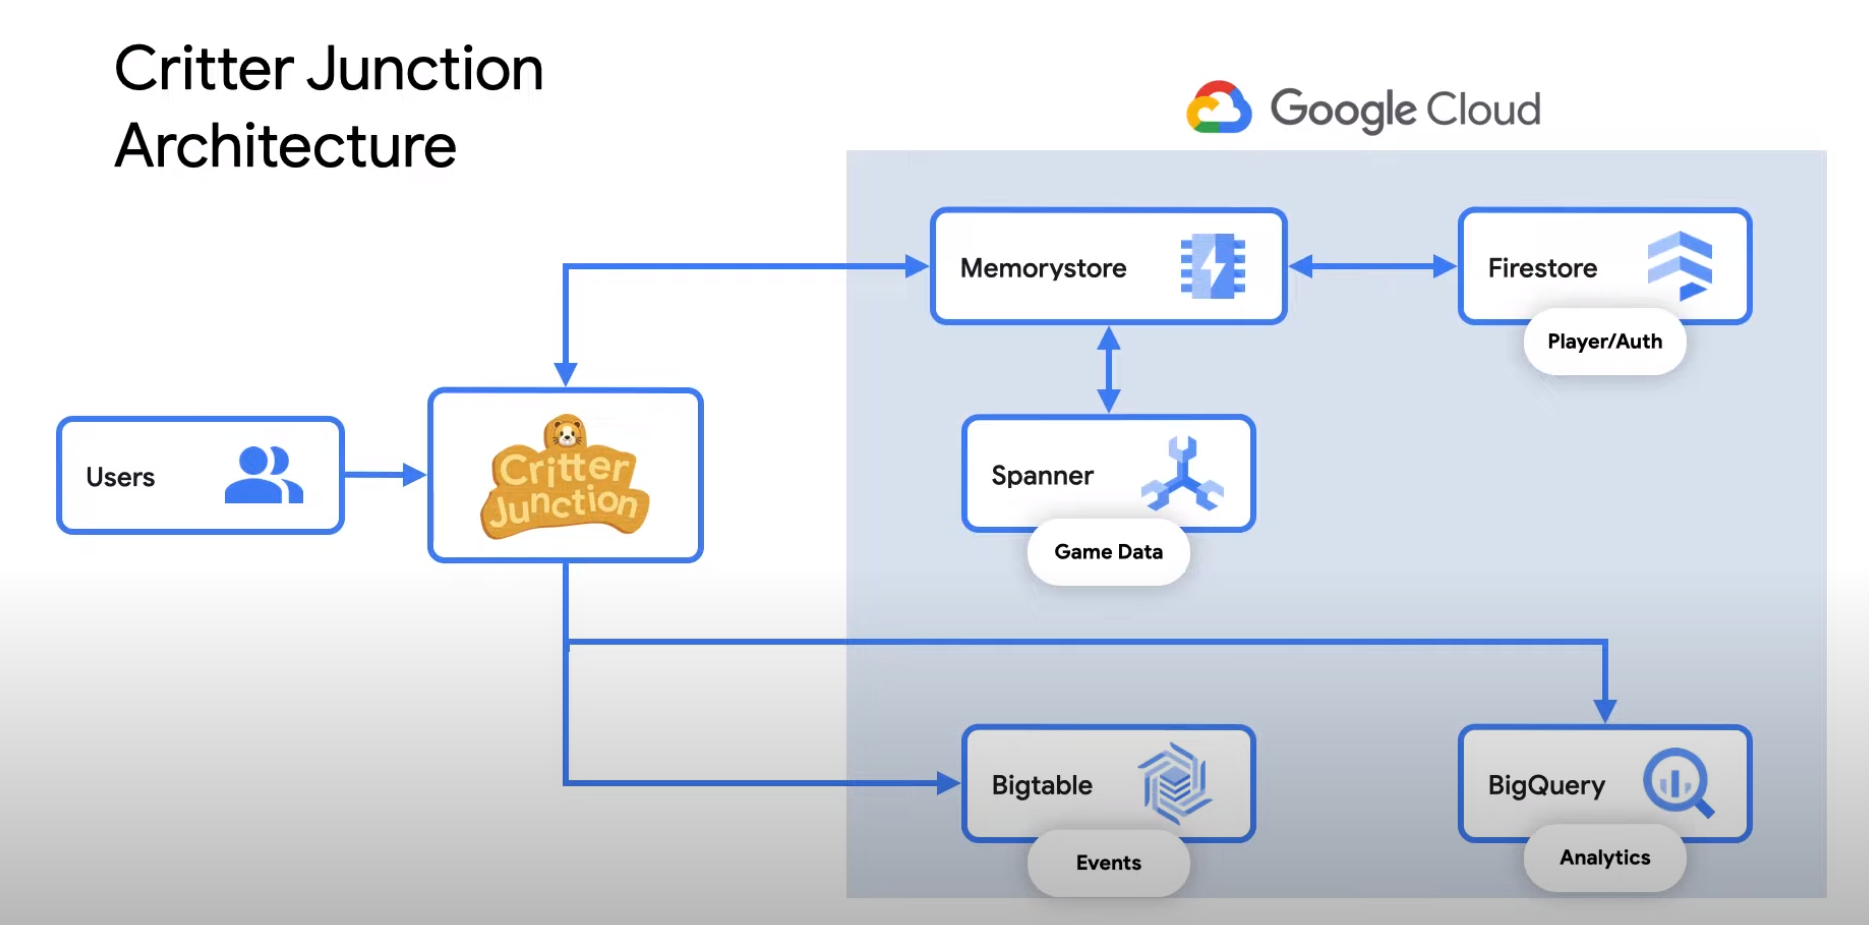 Critter Junction
Architecture
Google Cloud
Memorystore
Firestore
Player/Auth
Users
Critter
Junction
Spanner
Game Data
Bigtable
Events
BigQuery
Analytics